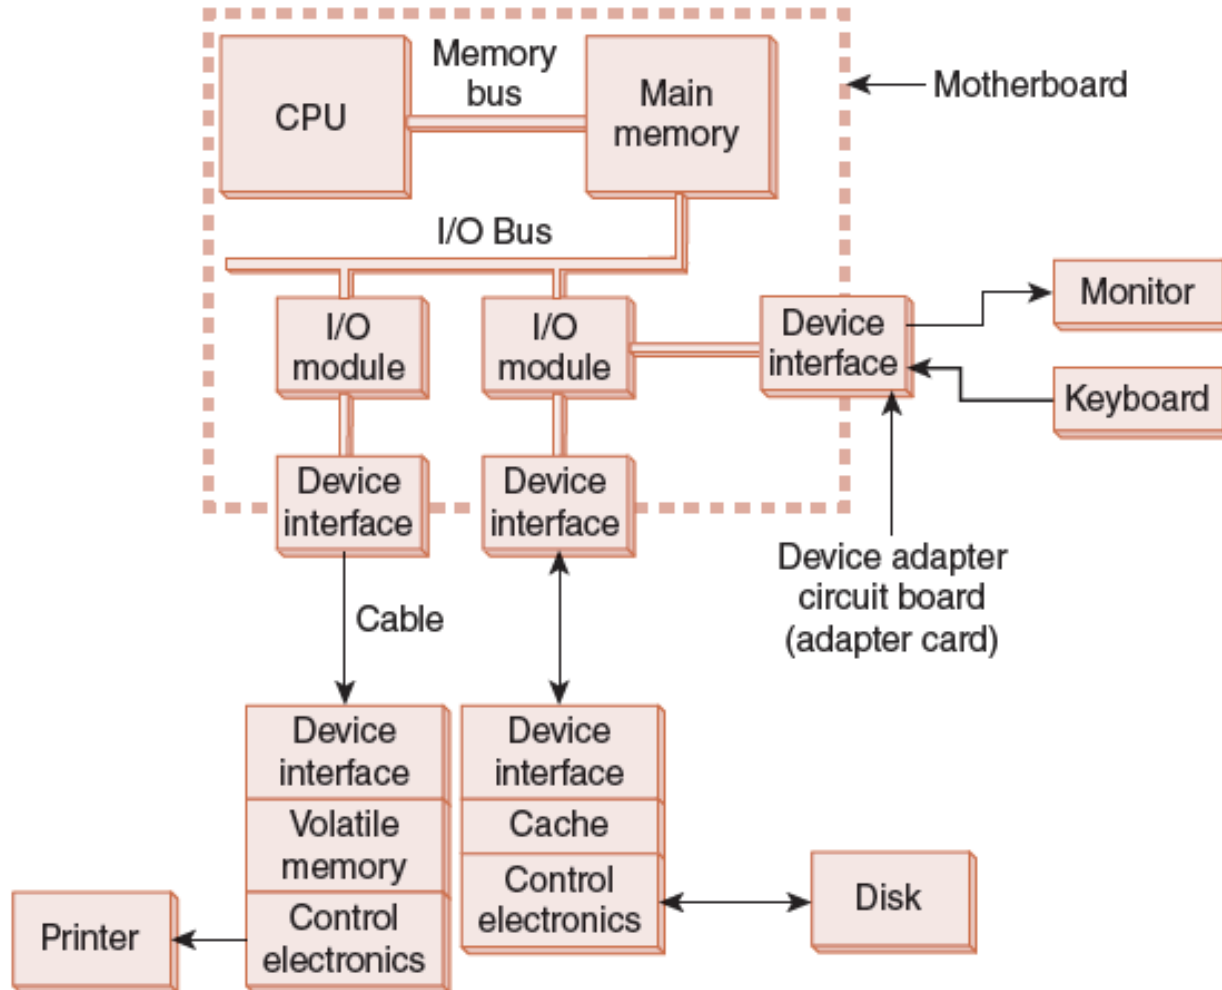 CPU
Memory
bus
Main
memory
Motherboard
I/O Bus
I/O
module
I/O
module
Device
interface
Monitor
Keyboard
Device
interface
Device
interface
Device adapter
circuit board
(adapter card)
Cable
Device
interface
Volatile
memory
Control
electronics
Printer
Device
interface
Cache
Control
electronics
Disk